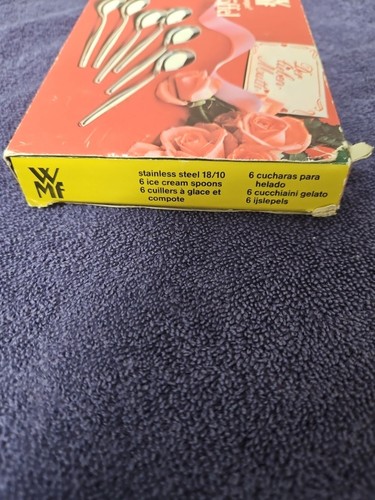 WMF
stainless steel 18/10
6 ice cream spoons
6 cuillers à glace et
compote
6 cucharas para
helado
6 cucchiaini gelato
6 ijslepels